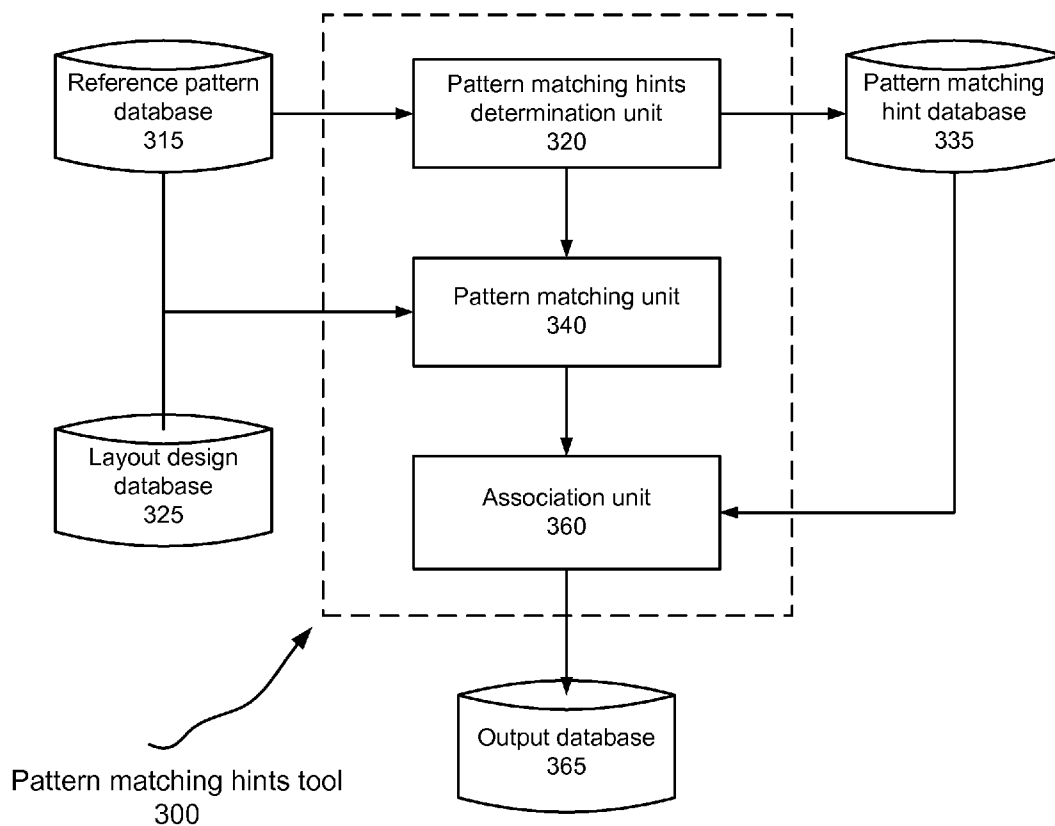 Reference pattern
database
315
Pattern matching hints
determination unit
320
Pattern matching
hint database
335
Pattern matching unit
340
Layout design
database
325
Association unit
360
Output database
365
Pattern matching hints tool
300